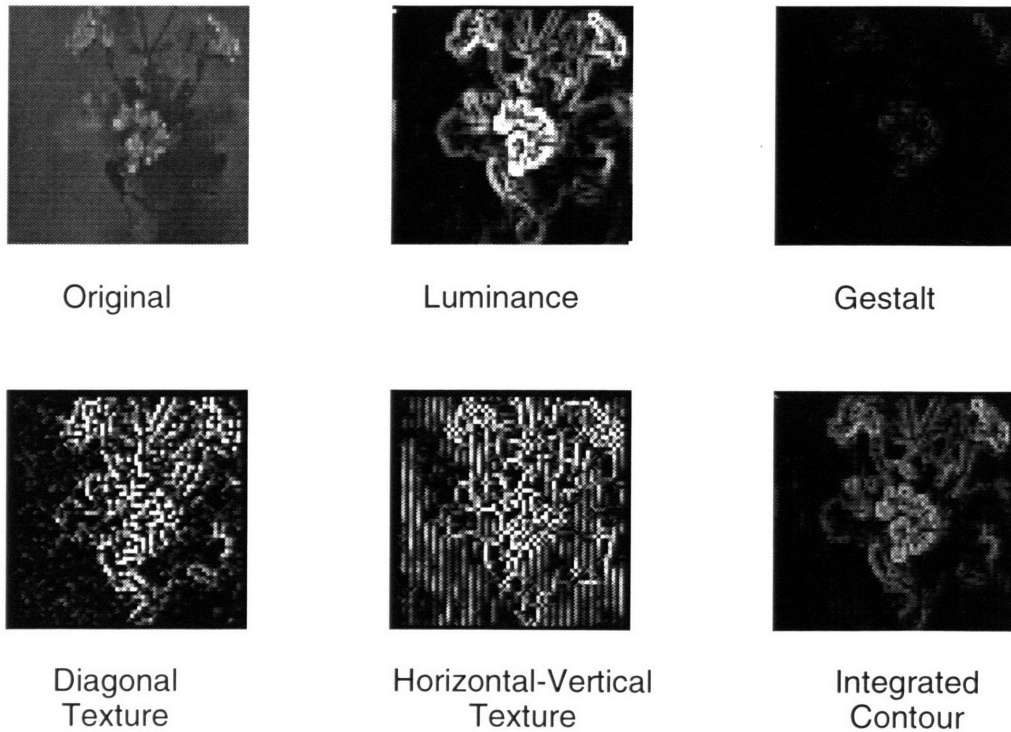 Original
Luminance
Gestalt
Diagonal
Texture
Horizontal-Vertical
Texture
Integrated
Contour